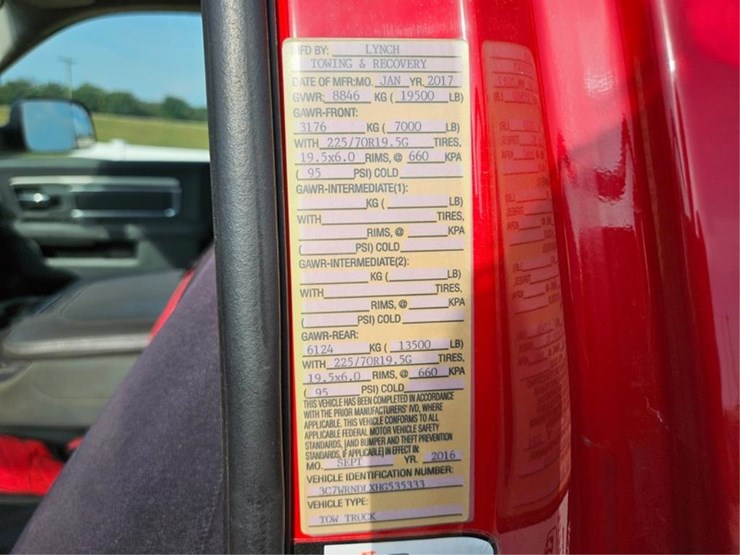 MFD BY: LYNCH
TOWING & RECOVERY
DATE OF MFR:MO. JAN YR. 2017
GVWR: 8846 KG ( 19500 LB)
GAWR-FRONT:
3176 KG ( 7000 LB)
WITH 225/70R19.5G TIRES,
19.5x6.0 RIMS, @ 660 KPA
( 95 PSI) COLD
GAWR-INTERMEDIATE(1):
KG ( LB)
WITH TIRES,
RIMS, @ KPA
( PSI) COLD
GAWR-INTERMEDIATE(2):
KG ( LB)
WITH TIRES,
RIMS, @ KPA
( PSI) COLD
GAWR-REAR:
6124 KG ( 13500 LB)
WITH 225/70R19.5G TIRES,
19.5x6.0 RIMS, @ 660 KPA
( 95 PSI) COLD
THIS VEHICLE HAS BEEN COMPLETED IN ACCORDANCE
WITH THE PRIOR MANUFACTURERS' IVD, WHERE
APPLICABLE. THIS VEHICLE CONFORMS TO ALL
APPLICABLE FEDERAL MOTOR VEHICLE SAFETY
STANDARDS, [AND BUMPER AND THEFT PREVENTION
STANDARDS, IF APPLICABLE] IN EFFECT IN:
MO. SEPT YR. 2016
VEHICLE IDENTIFICATION NUMBER:
3C7WRNDLXHG535333
VEHICLE TYPE:
TOW TRUCK